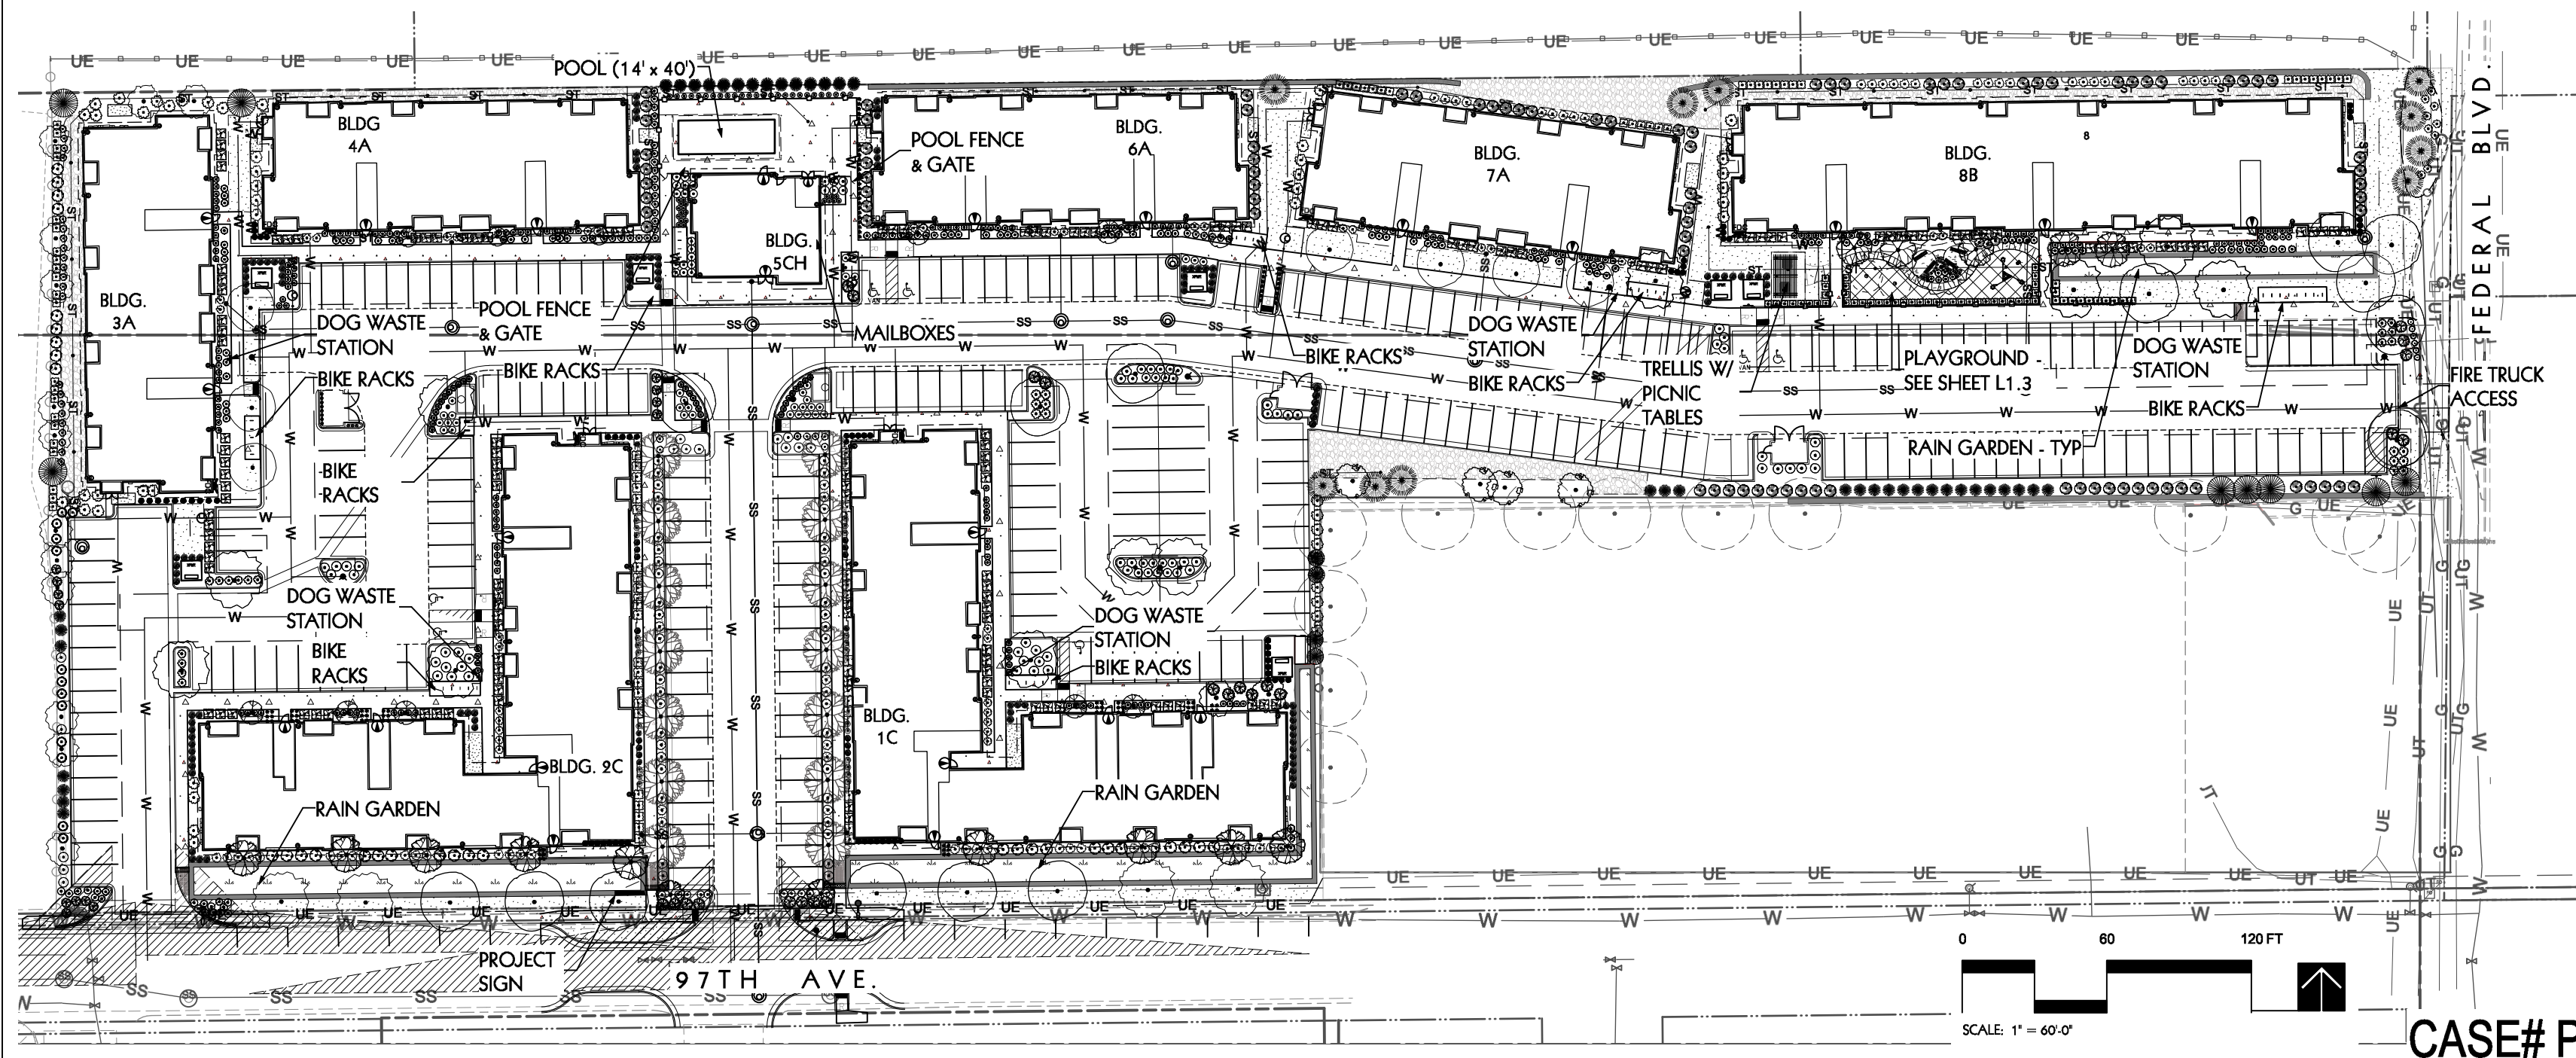 POOL (14' x 40')
BLDG
4A
BLDG.
6A
POOL FENCE
& GATE
BLDG.
7A
BLDG.
8B
8
FEDERAL BLVD.
BLDG.
5CH
BLDG.
3A
POOL FENCE
& GATE
DOG WASTE
STATION
MAILBOXES
BIKE RACKS
BIKE RACKS
BIKE RACKS
DOG WASTE
STATION
BIKE RACKS
TRELLIS W/
PICNIC
TABLES
PLAYGROUND -
SEE SHEET L1.3
DOG WASTE
STATION
BIKE RACKS
FIRE TRUCK
ACCESS
RAIN GARDEN - TYP
-BIKE
-RACKS
DOG WASTE
STATION
BIKE
RACKS
DOG WASTE
STATION
BIKE RACKS
BLDG.
1C
BLDG. 2C
RAIN GARDEN
RAIN GARDEN
PROJECT
SIGN
97TH AVE.
0 60 120 FT
SCALE: 1" = 60'-0"
CASE# P